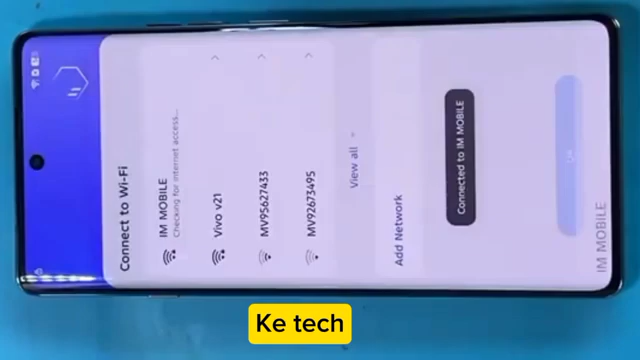 Connect to Wi-Fi
IM MOBILE
Checking for internet access...
Vivo v21
MV95627433
MV92673495
View all
Add Network
Connected to IM MOBILE
IM MOBILE
Ke tech